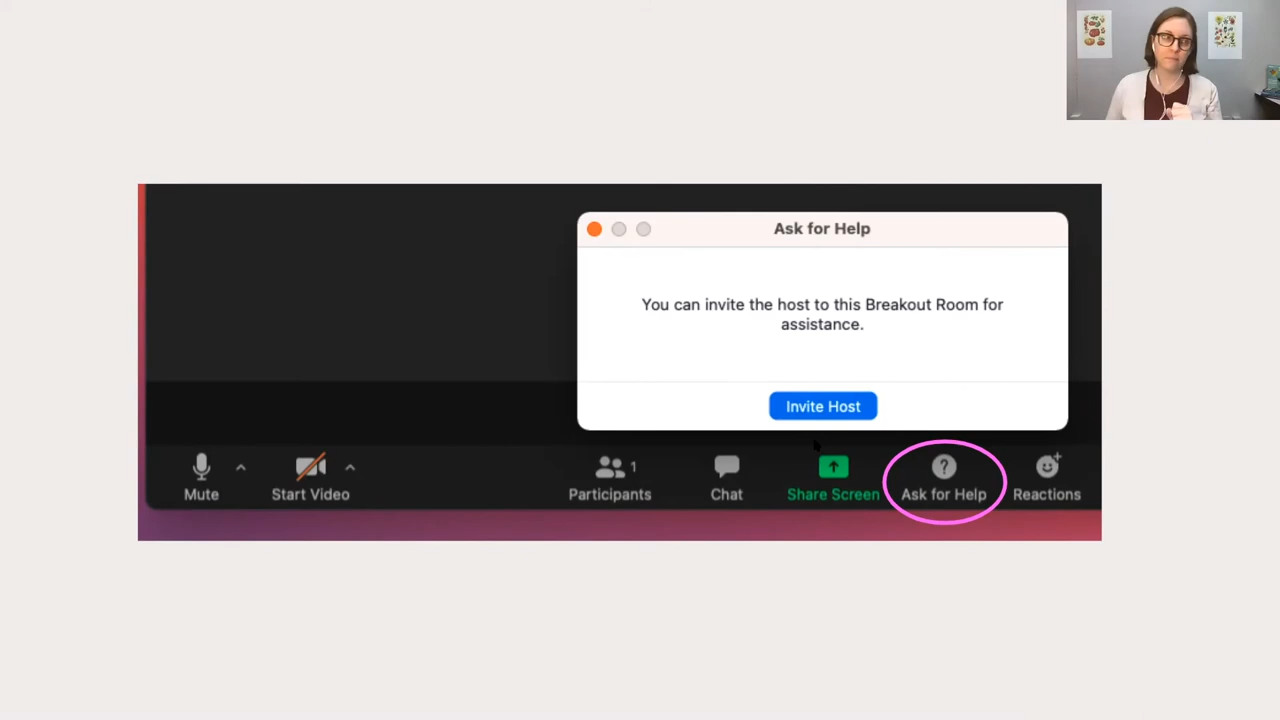 Ask for Help
You can invite the host to this Breakout Room for
assistance.
Invite Host
1
Mute
Start Video
Participants
Chat
Share Screen
Ask for Help
Reactions